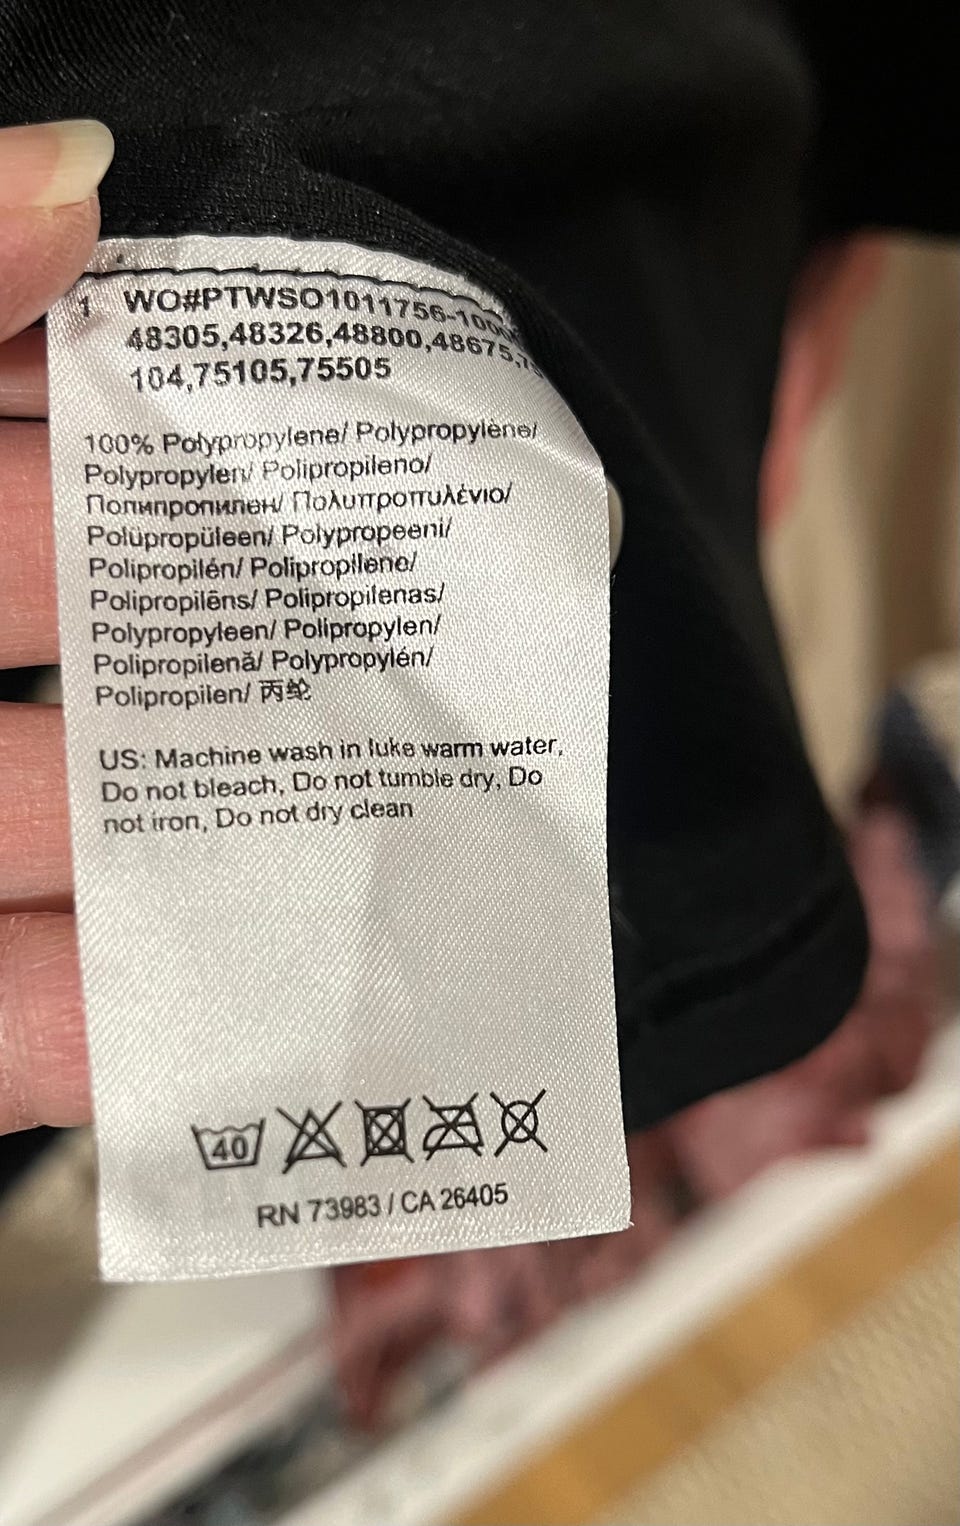 1 WO#PTWSO1011756-100
48305,48326,48800,48675,
104,75105,75505
100% Polypropylene/ Polypropylène/
Polypropylen/ Polipropileno/
Полипропилен/ Πολυπροπυλένιο/
Polüpropüleen/ Polypropeeni/
Polipropilén/ Polipropilene/
Polipropilēns/ Polipropilenas/
Polypropyleen/ Polipropylen/
Polipropilenă/ Polypropylén/
Polipropilen/ 丙纶
US: Machine wash in luke warm water,
Do not bleach, Do not tumble dry, Do
not iron, Do not dry clean
40
RN 73983 / CA 26405